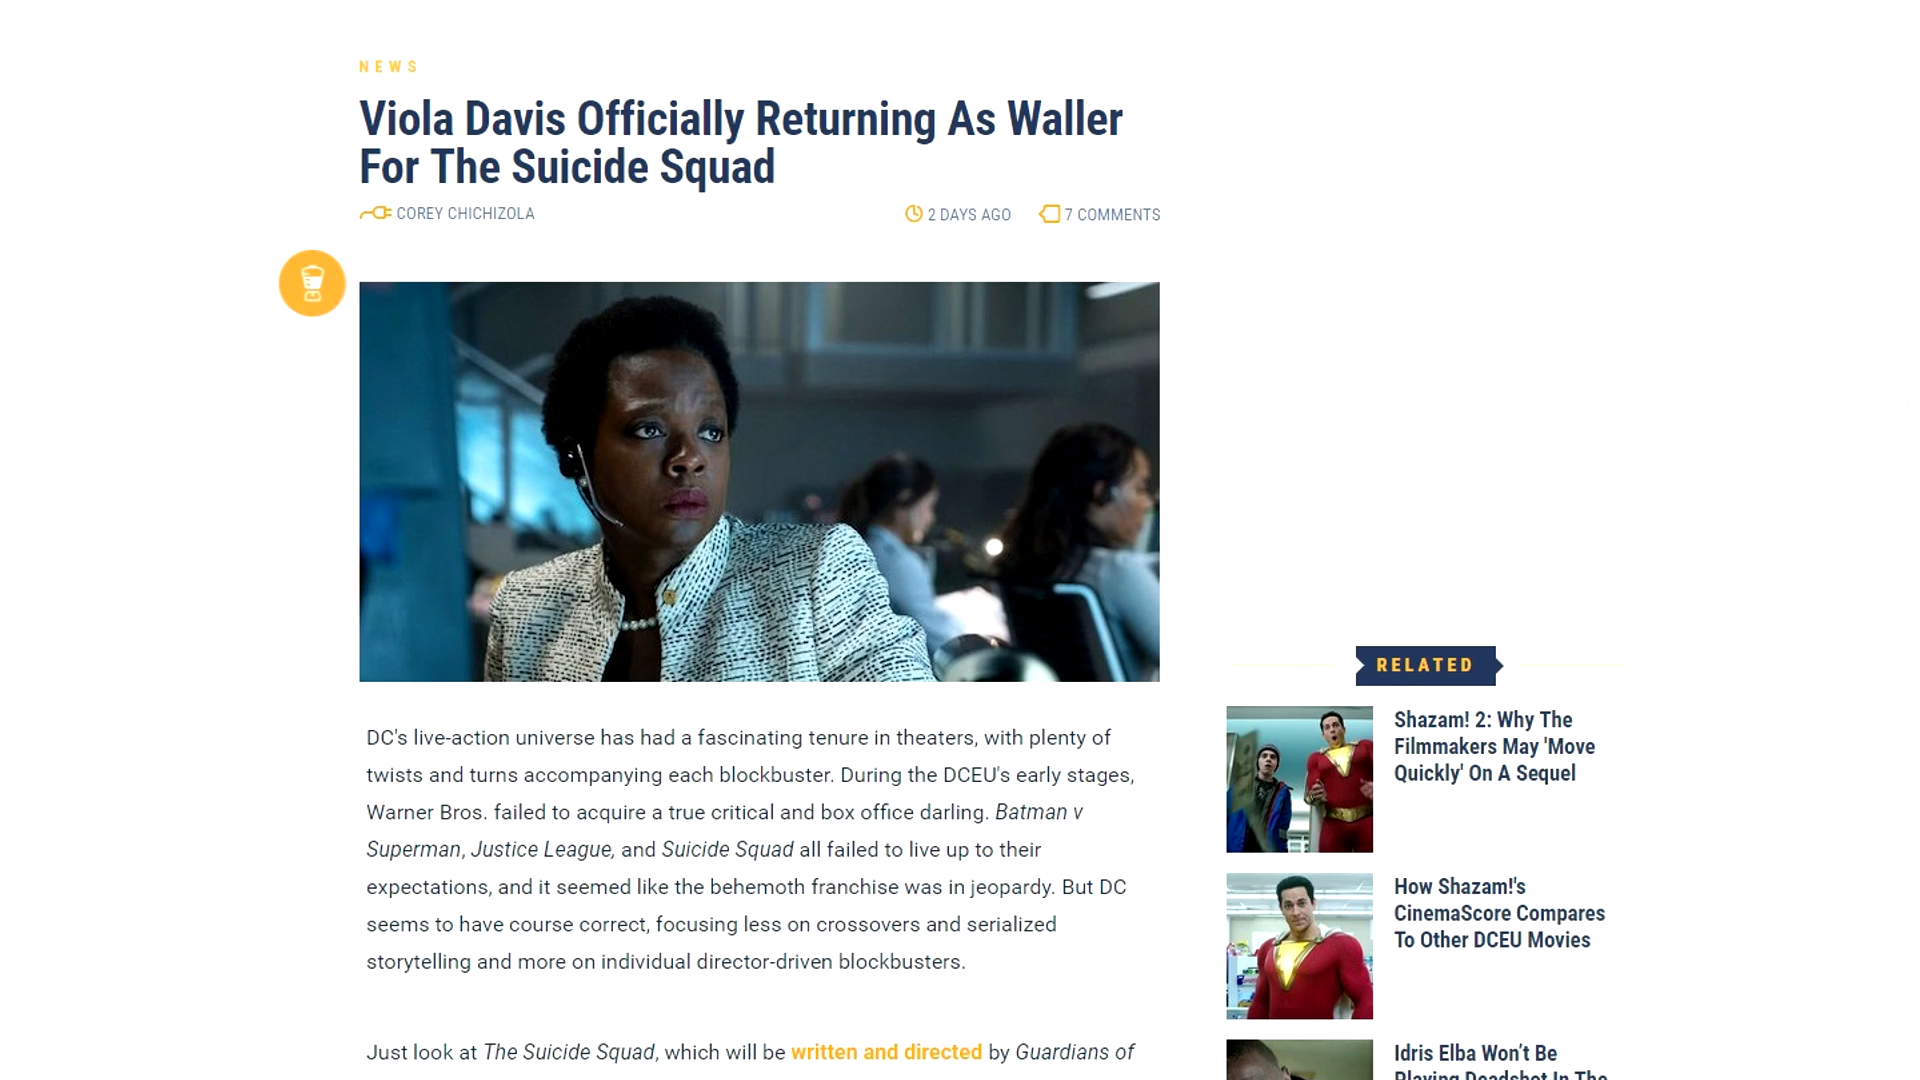 NEWS
Viola Davis Officially Returning As Waller
For The Suicide Squad
COREY CHICHIZOLA
2 DAYS AGO
7 COMMENTS
DC's live-action universe has had a fascinating tenure in theaters, with plenty of
twists and turns accompanying each blockbuster. During the DCEU's early stages,
Warner Bros. failed to acquire a true critical and box office darling. Batman v
Superman, Justice League, and Suicide Squad all failed to live up to their
expectations, and it seemed like the behemoth franchise was in jeopardy. But DC
seems to have course correct, focusing less on crossovers and serialized
storytelling and more on individual director-driven blockbusters.
Just look at The Suicide Squad, which will be written and directed by Guardians of
RELATED
Shazam! 2: Why The
Filmmakers May 'Move
Quickly' On A Sequel
How Shazam!'s
CinemaScore Compares
To Other DCEU Movies
Idris Elba Won’t Be
Playing Deadshot In The